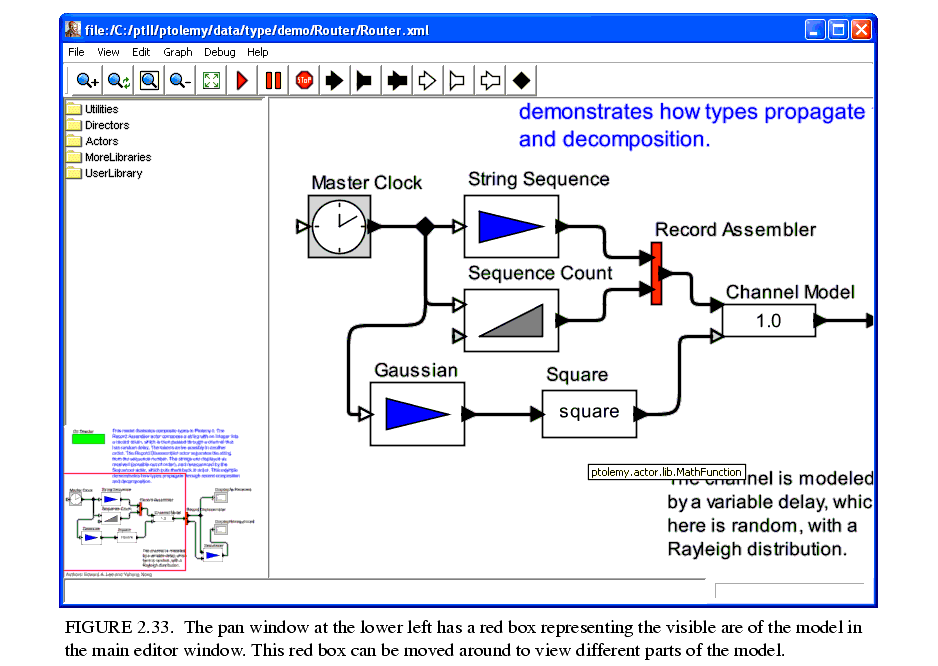 file:/C:/ptII/ptolemy/data/type/demo/Router/Router.xml
File View Edit Graph Debug Help
STOP
Utilities
Directors
Actors
MoreLibraries
UserLibrary
demonstrates how types propagate
and decomposition.
Master Clock
String Sequence
Record Assembler
Sequence Count
Channel Model
1.0
Gaussian
Square
square
ptolemy.actor.lib.MathFunction
The channel is modeled
by a variable delay, whic
here is random, with a
Rayleigh distribution.
FIGURE 2.33. The pan window at the lower left has a red box representing the visible are of the model in
the main editor window. This red box can be moved around to view different parts of the model.